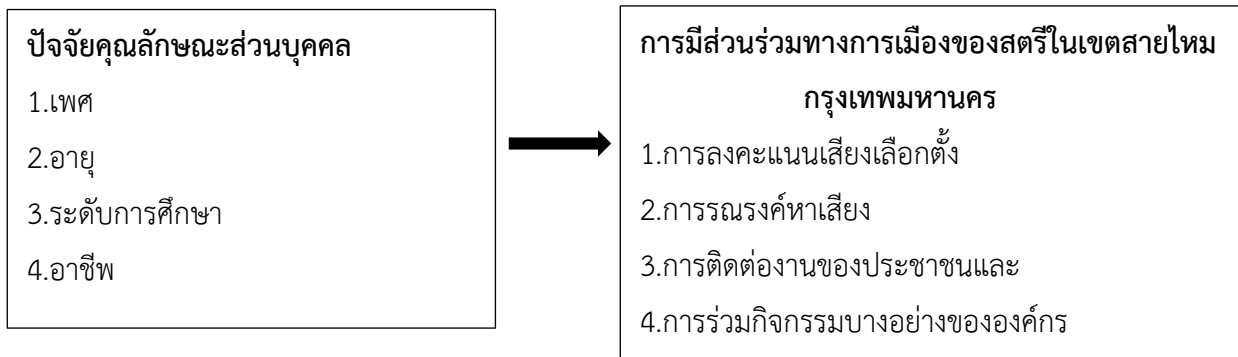 ปัจจัยคุณลักษณะส่วนบุคคล
1.เพศ
2.อายุ
3.ระดับการศึกษา
4.อาชีพ
การมีส่วนร่วมทางการเมืองของสตรีในเขตสายไหม
กรุงเทพมหานคร
1.การลงคะแนนเสียงเลือกตั้ง
2.การรณรงค์หาเสียง
3.การติดต่องานของประชาชนและ
4.การร่วมกิจกรรมบางอย่างขององค์กร